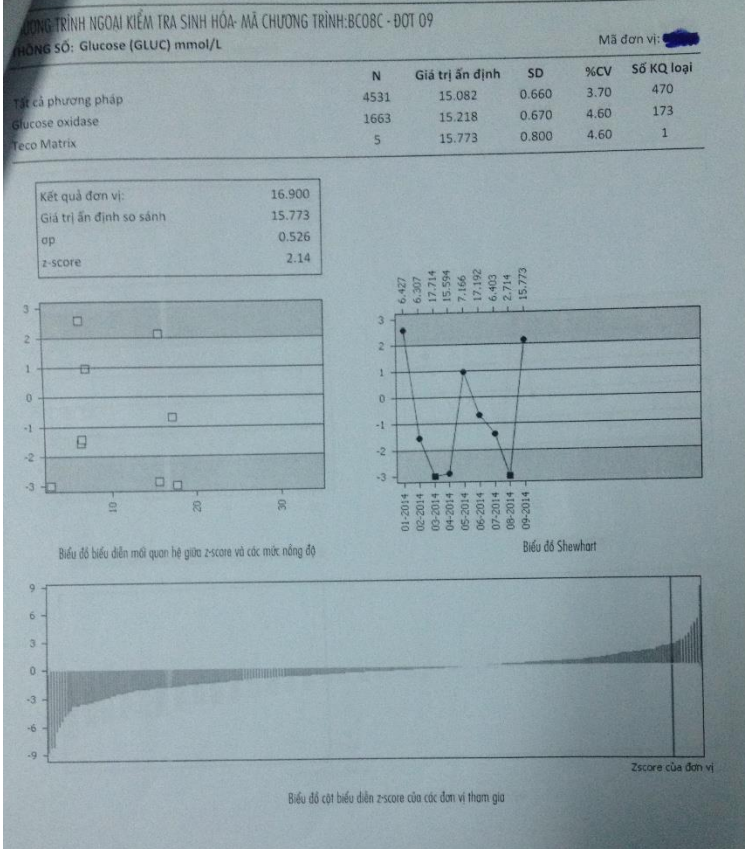 TRÌNH NGOẠI KIỂM TRA SINH HÓA- MÃ CHƯƠNG TRÌNH:BC08C - ĐỢT 09
THÔNG SỐ: Glucose (GLUC) mmol/L
Mã đơn vị:
N Giá trị ấn định SD %CV Số KQ loại
Tất cả phương pháp 4531 15.082 0.660 3.70 470
Glucose oxidase 1663 15.218 0.670 4.60 173
Teco Matrix 5 15.773 0.800 4.60 1
Kết quả đơn vị: 16.900
Giá trị ấn định so sánh 15.773
σp 0.526
z-score 2.14
3
2
1
0
-1
-2
-3
10 20 30
Biểu đồ biểu diễn mối quan hệ giữa z-score và các mức nồng độ
6.427 6.307 17.714 15.594 7.166 17.192 6.403 2.714 15.773
3
2
1
0
-1
-2
-3
01-2014 02-2014 03-2014 04-2014 05-2014 06-2014 07-2014 08-2014 09-2014
Biểu đồ Shewhart
9
6
3
0
-3
-6
-9
Zscore của đơn vị
Biểu đồ cột biểu diễn z-score của các đơn vị tham gia